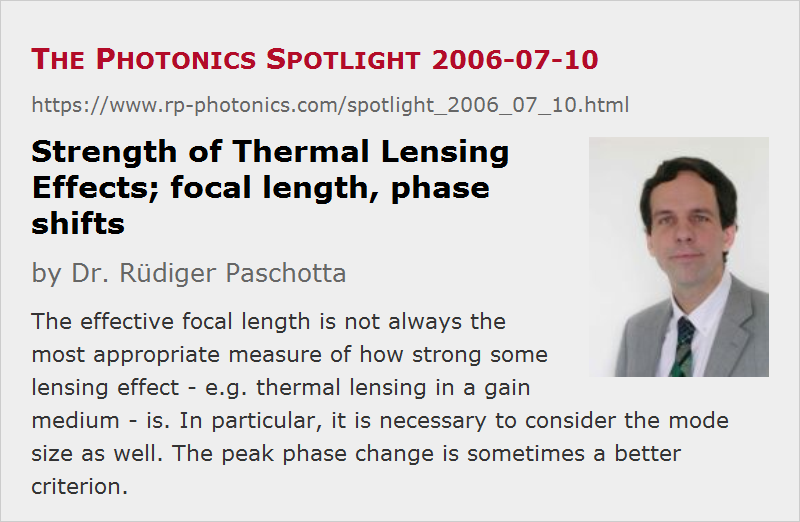 The Photonics Spotlight 2006-07-10
https://www.rp-photonics.com/spotlight_2006_07_10.html
Strength of Thermal Lensing
Effects; focal length, phase
shifts
by Dr. Rüdiger Paschotta
The effective focal length is not always the
most appropriate measure of how strong some
lensing effect - e.g. thermal lensing in a gain
medium - is. In particular, it is necessary to consider the mode
size as well. The peak phase change is sometimes a better
criterion.